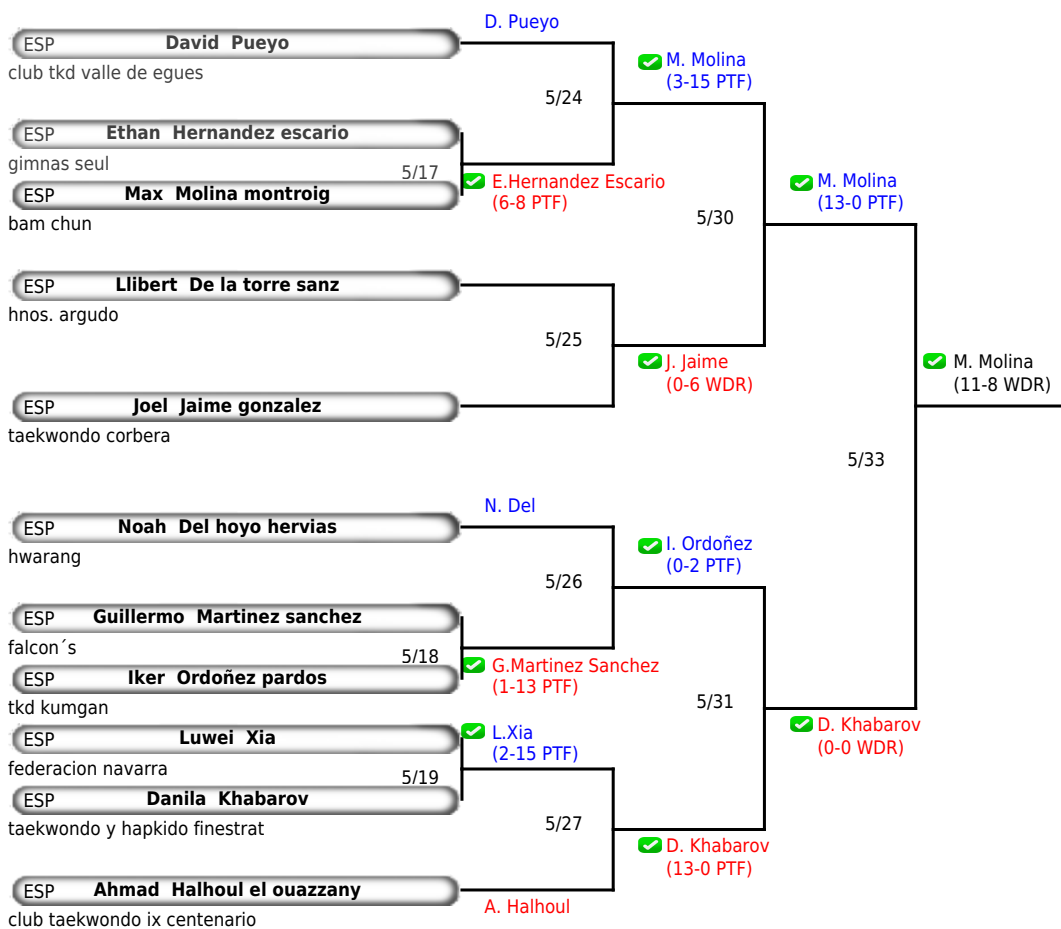 D. Pueyo
ESP David Pueyo
club tkd valle de egues
M. Molina
(3-15 PTF)
5/24
ESP Ethan Hernandez escario
gimnas seul
5/17
E.Hernandez Escario
(6-8 PTF)
ESP Max Molina montroig
bam chun
M. Molina
(13-0 PTF)
5/30
ESP Llibert De la torre sanz
hnos. argudo
5/25
J. Jaime
(0-6 WDR)
M. Molina
(11-8 WDR)
ESP Joel Jaime gonzalez
taekwondo corbera
5/33
N. Del
ESP Noah Del hoyo hervias
hwarang
I. Ordoñez
(0-2 PTF)
5/26
ESP Guillermo Martinez sanchez
falcon´s
5/18
G.Martinez Sanchez
(1-13 PTF)
ESP Iker Ordoñez pardos
tkd kumgan
5/31
D. Khabarov
(0-0 WDR)
ESP Luwei Xia
federacion navarra
L.Xia
(2-15 PTF)
5/19
ESP Danila Khabarov
taekwondo y hapkido finestrat
5/27
D. Khabarov
(13-0 PTF)
ESP Ahmad Halhoul el ouazzany
club taekwondo ix centenario
A. Halhoul